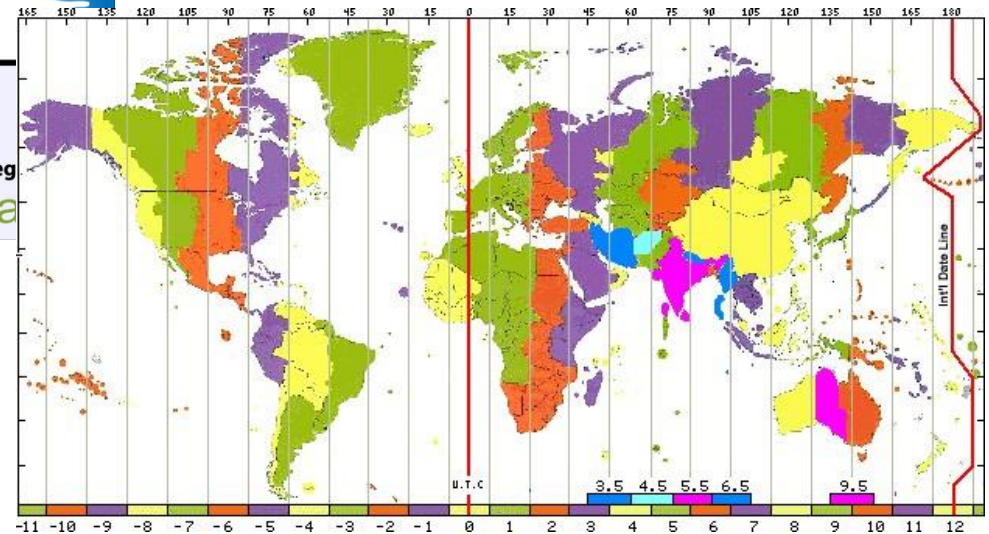 165 150 135 120 105 90 75 60 45 30 15 0 15 30 45 60 75 90 105 120 135 150 165 180
eg
a
Int'l Date Line
U.T.C
3.5 4.5 5.5 6.5 9.5
-11 -10 -9 -8 -7 -6 -5 -4 -3 -2 -1 0 1 2 3 4 5 6 7 8 9 10 11 12